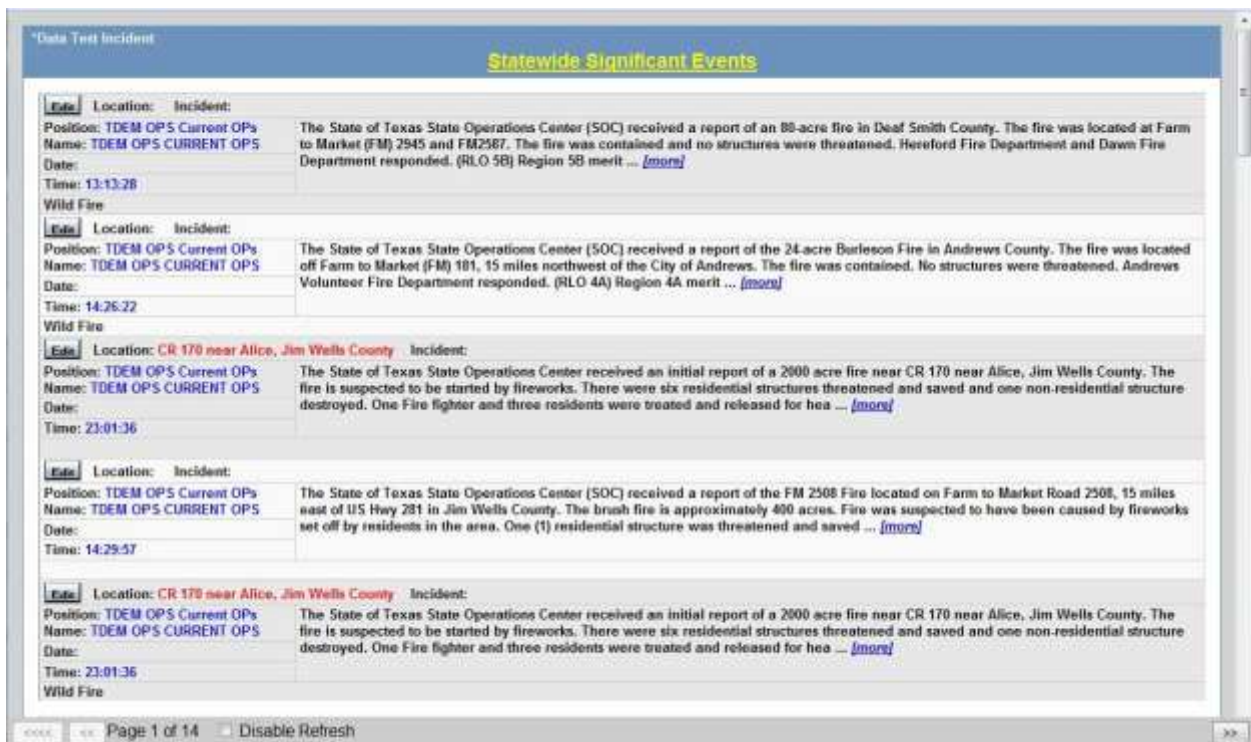 *Data Test Incident
Statewide Significant Events
Edit Location: Incident:
Position: TDEM OPS Current OPs
Name: TDEM OPS CURRENT OPS
Date:
Time: 13:13:28
The State of Texas State Operations Center (SOC) received a report of an 80-acre fire in Deaf Smith County. The fire was located at Farm
to Market (FM) 2945 and FM2587. The fire was contained and no structures were threatened. Hereford Fire Department and Dawn Fire
Department responded. (RLO 5B) Region 5B merit ... [more]
Wild Fire
Edit Location: Incident:
Position: TDEM OPS Current OPs
Name: TDEM OPS CURRENT OPS
Date:
Time: 14:26:22
The State of Texas State Operations Center (SOC) received a report of the 24-acre Burleson Fire in Andrews County. The fire was located
off Farm to Market (FM) 181, 15 miles northwest of the City of Andrews. The fire was contained. No structures were threatened. Andrews
Volunteer Fire Department responded. (RLO 4A) Region 4A merit ... [more]
Wild Fire
Edit Location: CR 170 near Alice, Jim Wells County Incident:
Position: TDEM OPS Current OPs
Name: TDEM OPS CURRENT OPS
Date:
Time: 23:01:36
The State of Texas State Operations Center received an initial report of a 2000 acre fire near CR 170 near Alice, Jim Wells County. The
fire is suspected to be started by fireworks. There were six residential structures threatened and saved and one non-residential structure
destroyed. One Fire fighter and three residents were treated and released for hea ... [more]
Edit Location: Incident:
Position: TDEM OPS Current OPs
Name: TDEM OPS CURRENT OPS
Date:
Time: 14:29:57
The State of Texas State Operations Center (SOC) received a report of the FM 2508 Fire located on Farm to Market Road 2508, 15 miles
east of US Hwy 281 in Jim Wells County. The brush fire is approximately 400 acres. Fire was suspected to have been caused by fireworks
set off by residents in the area. One (1) residential structure was threatened and saved ... [more]
Edit Location: CR 170 near Alice, Jim Wells County Incident:
Position: TDEM OPS Current OPs
Name: TDEM OPS CURRENT OPS
Date:
Time: 23:01:36
The State of Texas State Operations Center received an initial report of a 2000 acre fire near CR 170 near Alice, Jim Wells County. The
fire is suspected to be started by fireworks. There were six residential structures threatened and saved and one non-residential structure
destroyed. One Fire fighter and three residents were treated and released for hea ... [more]
Wild Fire
<<<< << Page 1 of 14 Disable Refresh >>